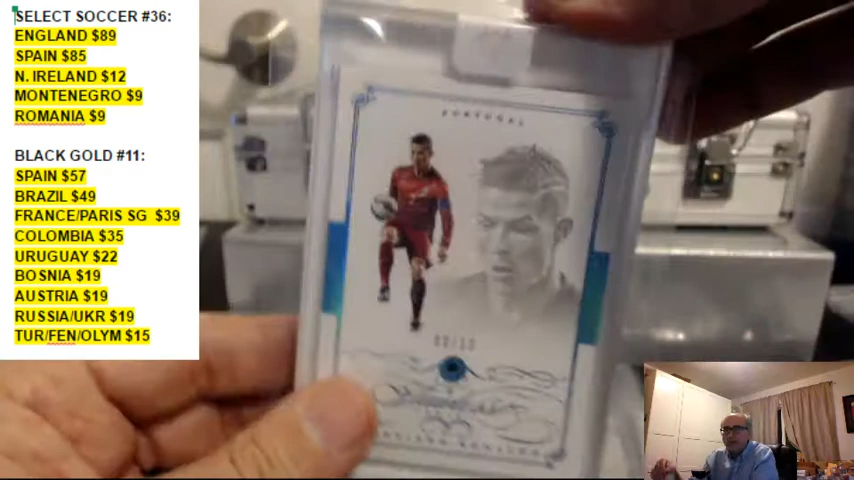 SELECT SOCCER #36:
ENGLAND $89
SPAIN $85
N. IRELAND $12
MONTENEGRO $9
ROMANIA $9
BLACK GOLD #11:
SPAIN $57
BRAZIL $49
FRANCE/PARIS SG $39
COLOMBIA $35
URUGUAY $22
BOSNIA $19
AUSTRIA $19
RUSSIA/UKR $19
TUR/FEN/OLYM $15
PORTUGAL